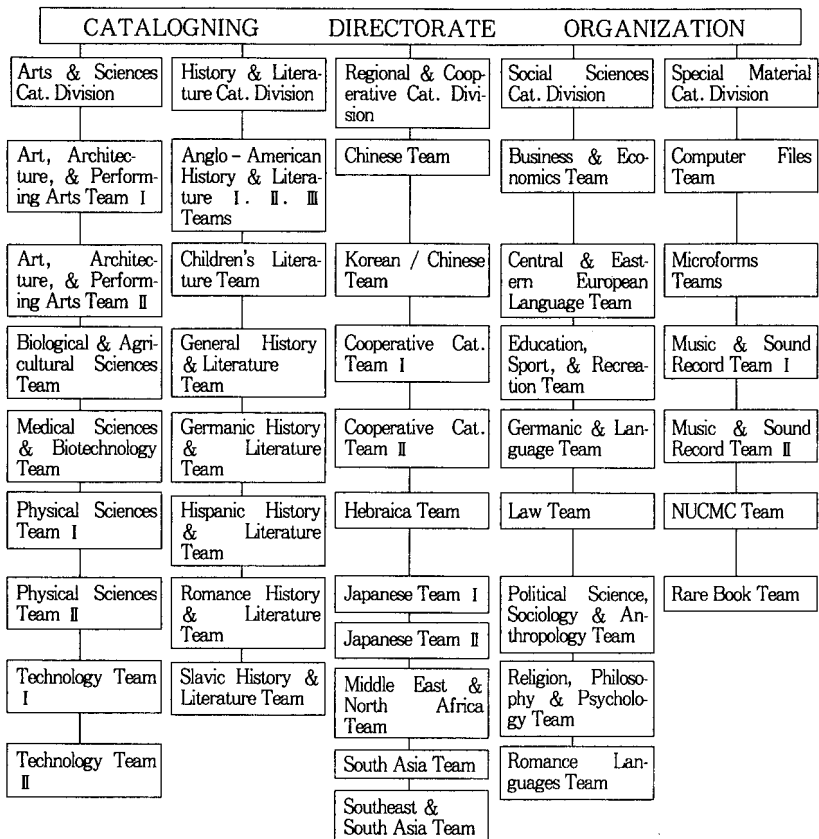 CATALOGNING DIRECTORATE ORGANIZATION
Arts & Sciences
Cat. Division
Art, Architec-
ture, & Perform-
ing Arts Team Ⅰ
Art, Architec-
ture, & Perform-
ing Arts Team Ⅱ
Biological & Agri-
cultural Sciences
Team
Medical Sciences
& Biotechnology
Team
Physical Sciences
Team Ⅰ
Physical Sciences
Team Ⅱ
Technology Team
Ⅰ
Technology Team
Ⅱ
History & Litera-
ture Cat. Division
Anglo - American
History & Litera-
ture Ⅰ. Ⅱ. Ⅲ
Teams
Children's Litera-
ture Team
General History
& Literature
Team
Germanic History
& Literature
Team
Hispanic History
& Literature
Team
Romance History
& Literature
Team
Slavic History &
Literature Team
Regional & Coop-
erative Cat. Divi-
sion
Chinese Team
Korean / Chinese
Team
Cooperative Cat.
Team Ⅰ
Cooperative Cat.
Team Ⅱ
Hebraica Team
Japanese Team Ⅰ
Japanese Team Ⅱ
Middle East &
North Africa
Team
South Asia Team
Southeast &
South Asia Team
Social Sciences
Cat. Division
Business & Eco-
nomics Team
Central & East-
ern European
Language Team
Education,
Sport, & Recrea-
tion Team
Germanic & Lan-
guage Team
Law Team
Political Science,
Sociology & An-
thropology Team
Religion, Philoso-
phy & Psycholo-
gy Team
Romance Lan-
guages Team
Special Material
Cat. Division
Computer Files
Team
Microforms
Teams
Music & Sound
Record Team Ⅰ
Music & Sound
Record Team Ⅱ
NUCMC Team
Rare Book Team